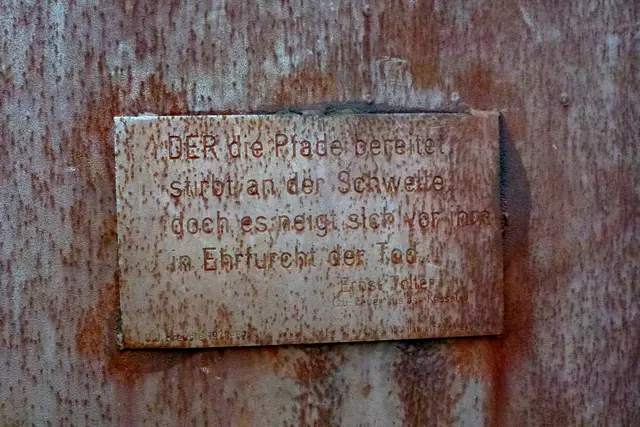 DER die Pfade bereitet,
stirbt an der Schwelle,
doch es neigt sich vor ihm
in Ehrfurcht der Tod.
Ernst Toller